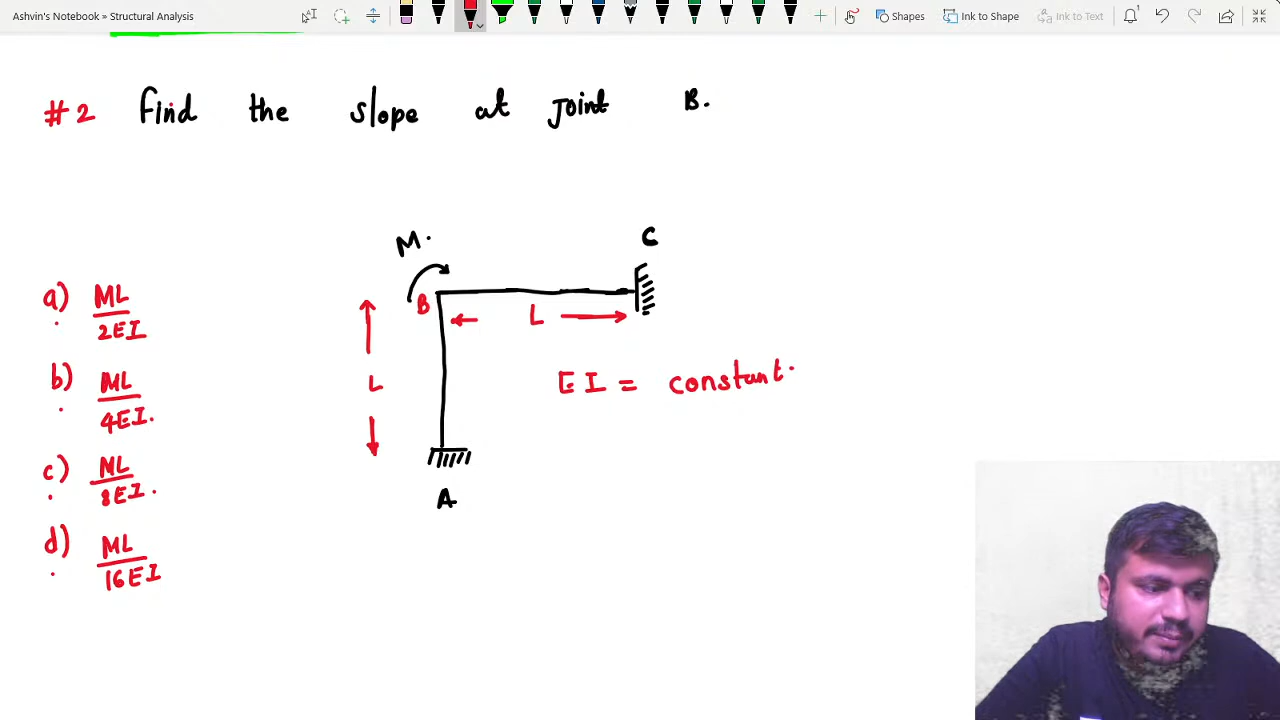 Ashvin's Notebook » Structural Analysis
Shapes
Ink to Shape
Ink to Text
#2 Find the slope at Joint B.
M.
C
B
L
L
EI = constant.
A
a) ML/2EI
b) ML/4EI.
c) ML/8EI.
d) ML/16EI